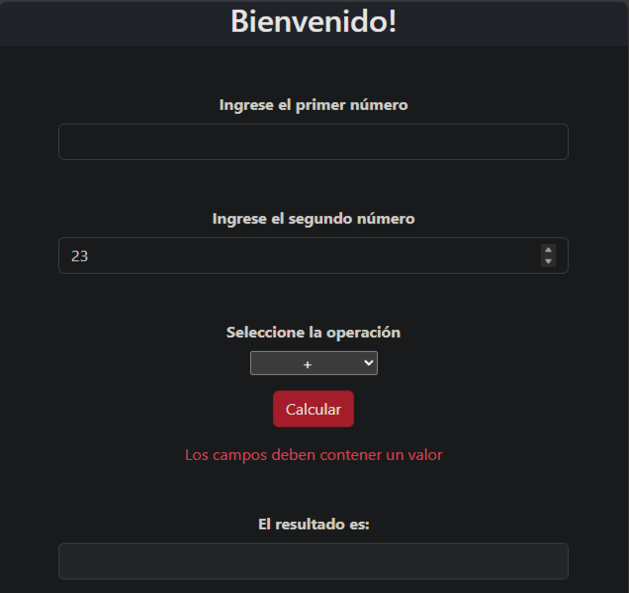 Bienvenido!
Ingrese el primer número
Ingrese el segundo número
23
Seleccione la operación
+
Calcular
Los campos deben contener un valor
El resultado es: